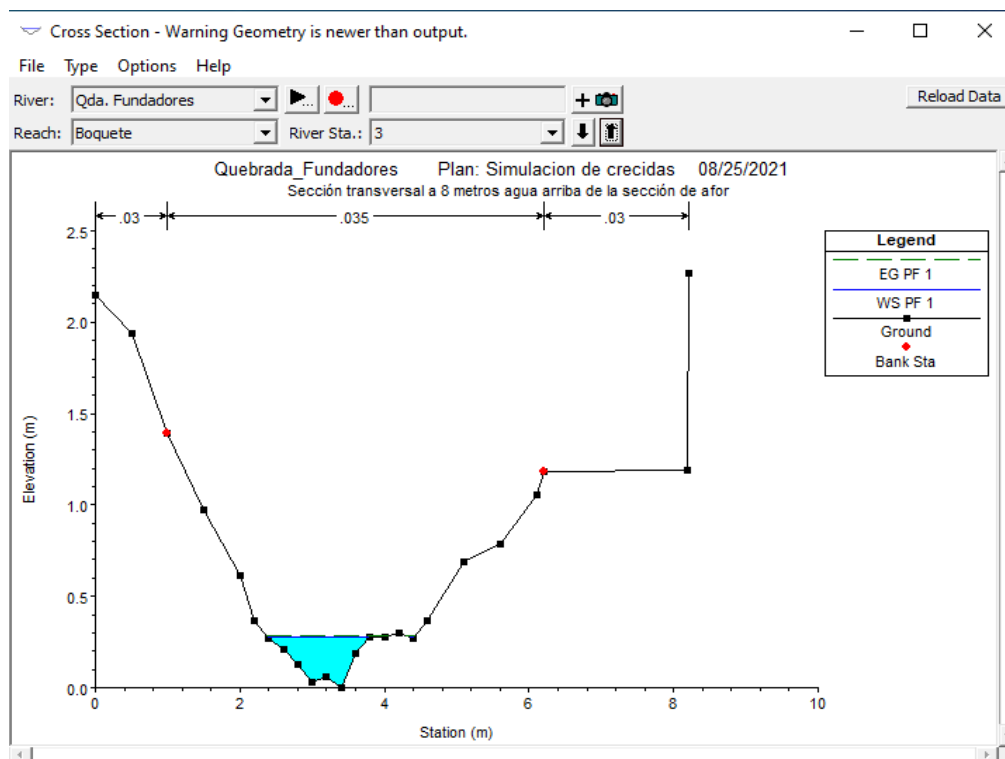 Cross Section - Warning Geometry is newer than output.
File Type Options Help
River: Qda. Fundadores Reload Data
Reach: Boquete River Sta.: 3
Quebrada_Fundadores Plan: Simulacion de crecidas 08/25/2021
Sección transversal a 8 metros agua arriba de la sección de afor
.03 .035 .03
Legend
EG PF 1
WS PF 1
Ground
Bank Sta
2.5
2.0
1.5
1.0
0.5
0.0
Elevation (m)
0 2 4 6 8 10
Station (m)